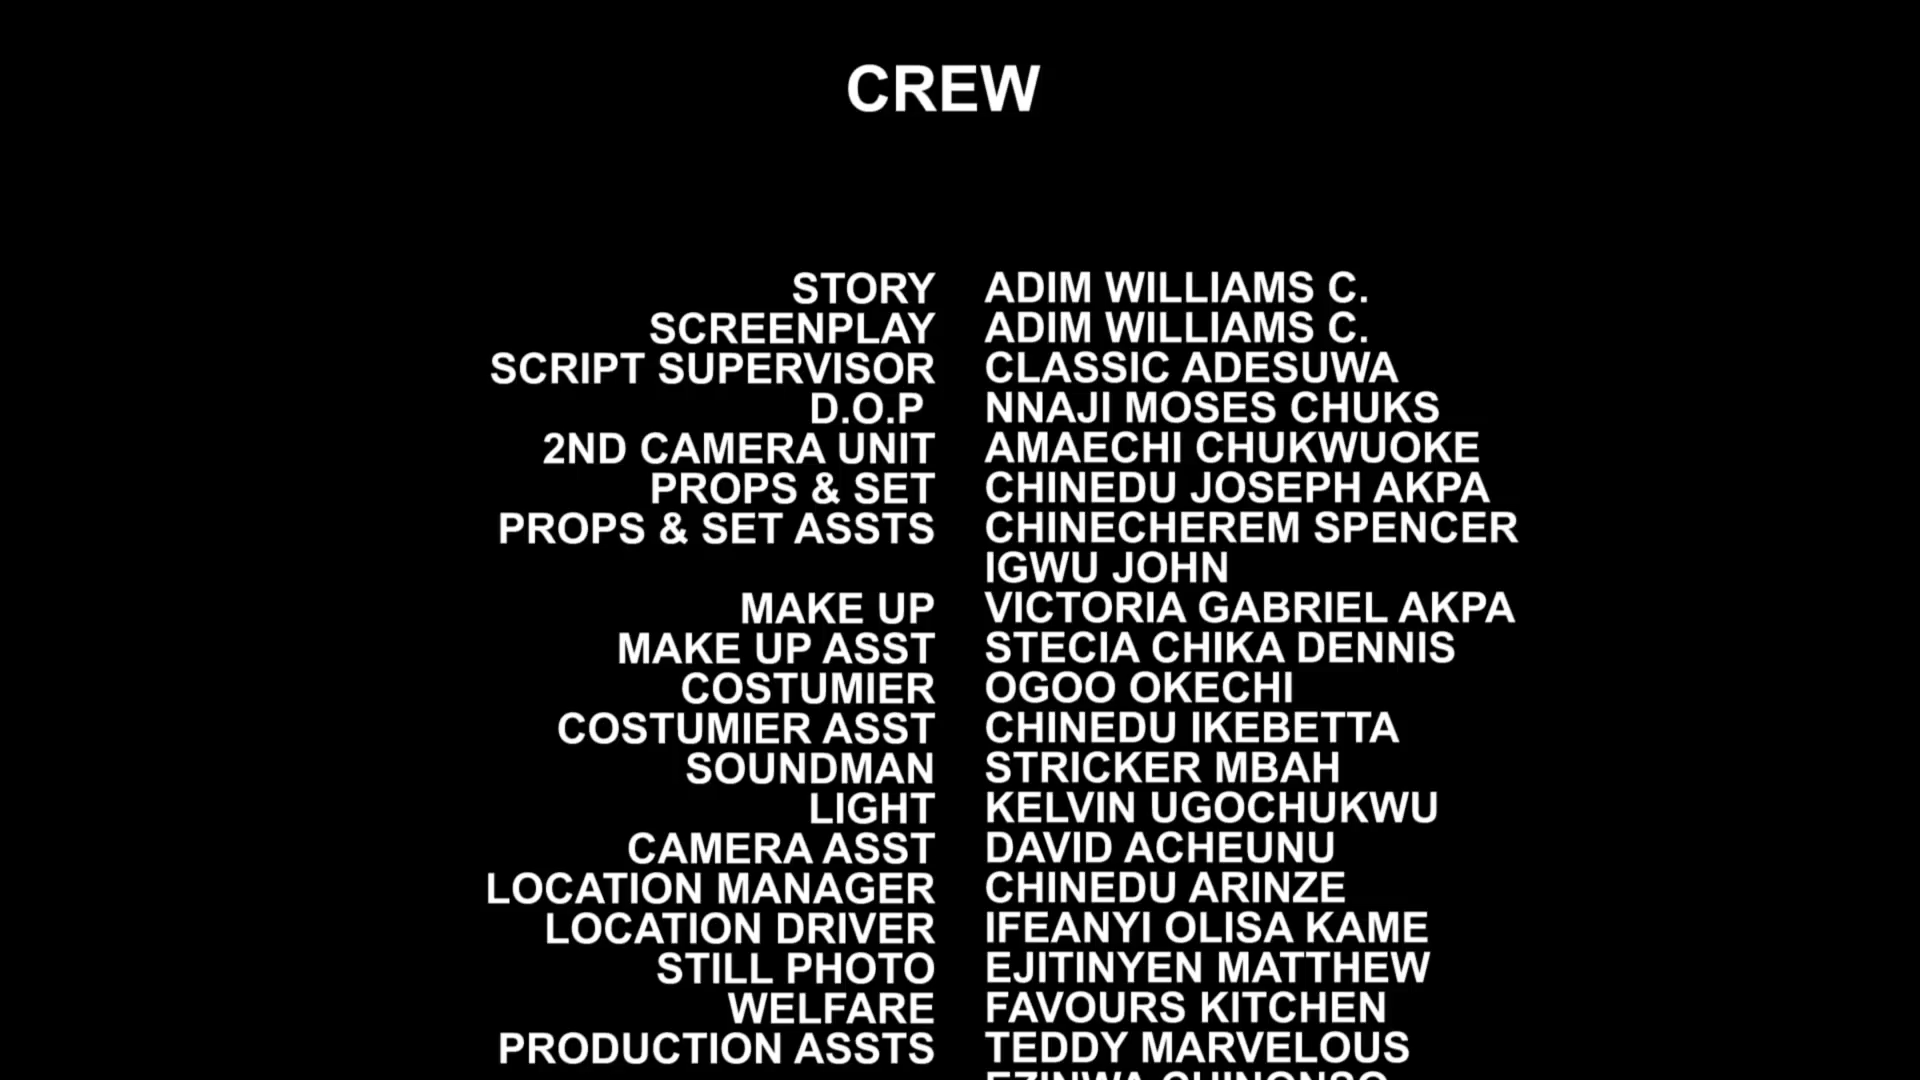 CREW
STORY ADIM WILLIAMS C.
SCREENPLAY ADIM WILLIAMS C.
SCRIPT SUPERVISOR CLASSIC ADESUWA
D.O.P NNAJI MOSES CHUKS
2ND CAMERA UNIT AMAECHI CHUKWUOKE
PROPS & SET CHINEDU JOSEPH AKPA
PROPS & SET ASSTS CHINECHEREM SPENCER
IGWU JOHN
MAKE UP VICTORIA GABRIEL AKPA
MAKE UP ASST STECIA CHIKA DENNIS
COSTUMIER OGOO OKECHI
COSTUMIER ASST CHINEDU IKEBETTA
SOUNDMAN STRICKER MBAH
LIGHT KELVIN UGOCHUKWU
CAMERA ASST DAVID ACHEUNU
LOCATION MANAGER CHINEDU ARINZE
LOCATION DRIVER IFEANYI OLISA KAME
STILL PHOTO EJITINYEN MATTHEW
WELFARE FAVOURS KITCHEN
PRODUCTION ASSTS TEDDY MARVELOUS